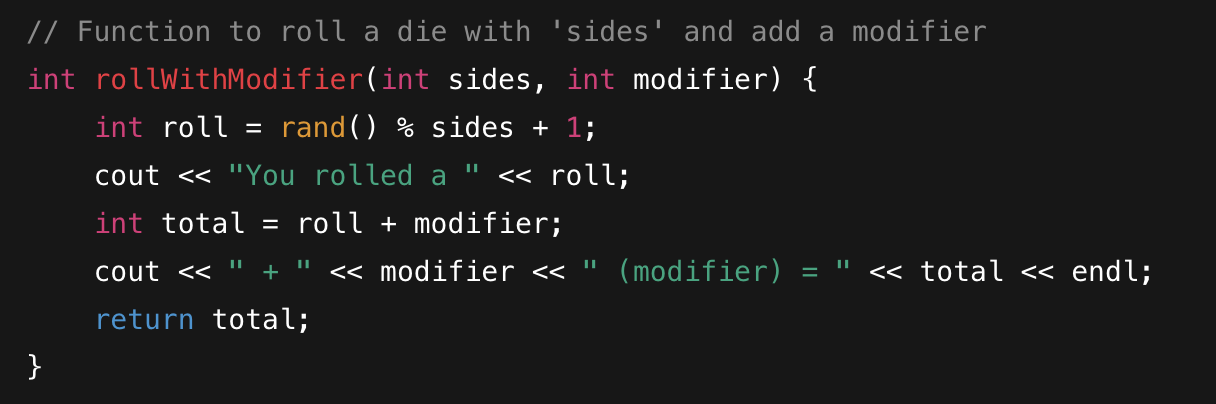 // Function to roll a die with 'sides' and add a modifier
int rollWithModifier(int sides, int modifier) {
    int roll = rand() % sides + 1;
    cout << "You rolled a " << roll;
    int total = roll + modifier;
    cout << " + " << modifier << " (modifier) = " << total << endl;
    return total;
}